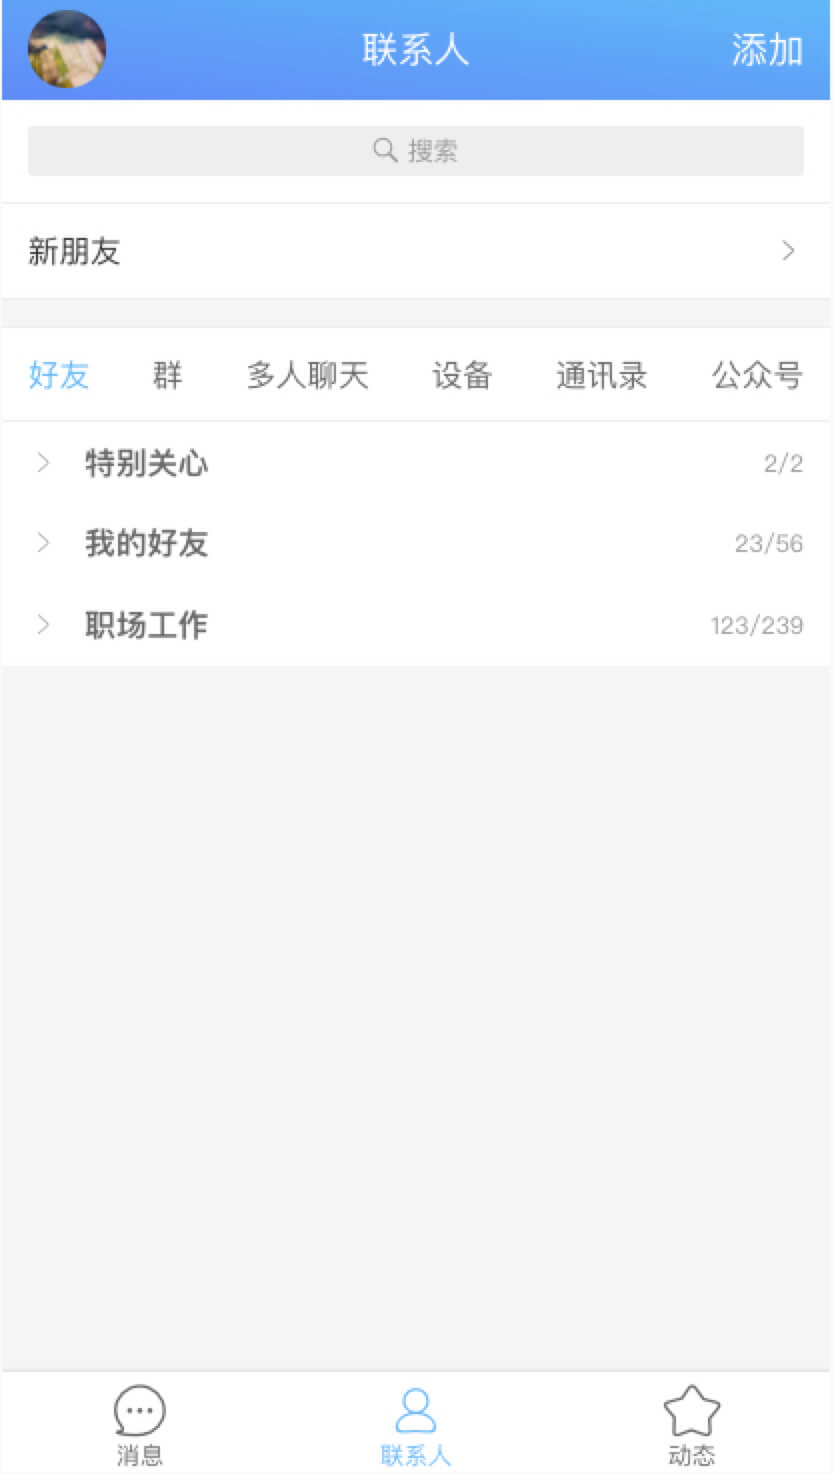 联系人 添加
搜索
新朋友
好友 群 多人聊天 设备 通讯录 公众号
特别关心 2/2
我的好友 23/56
职场工作 123/239
消息 联系人 动态